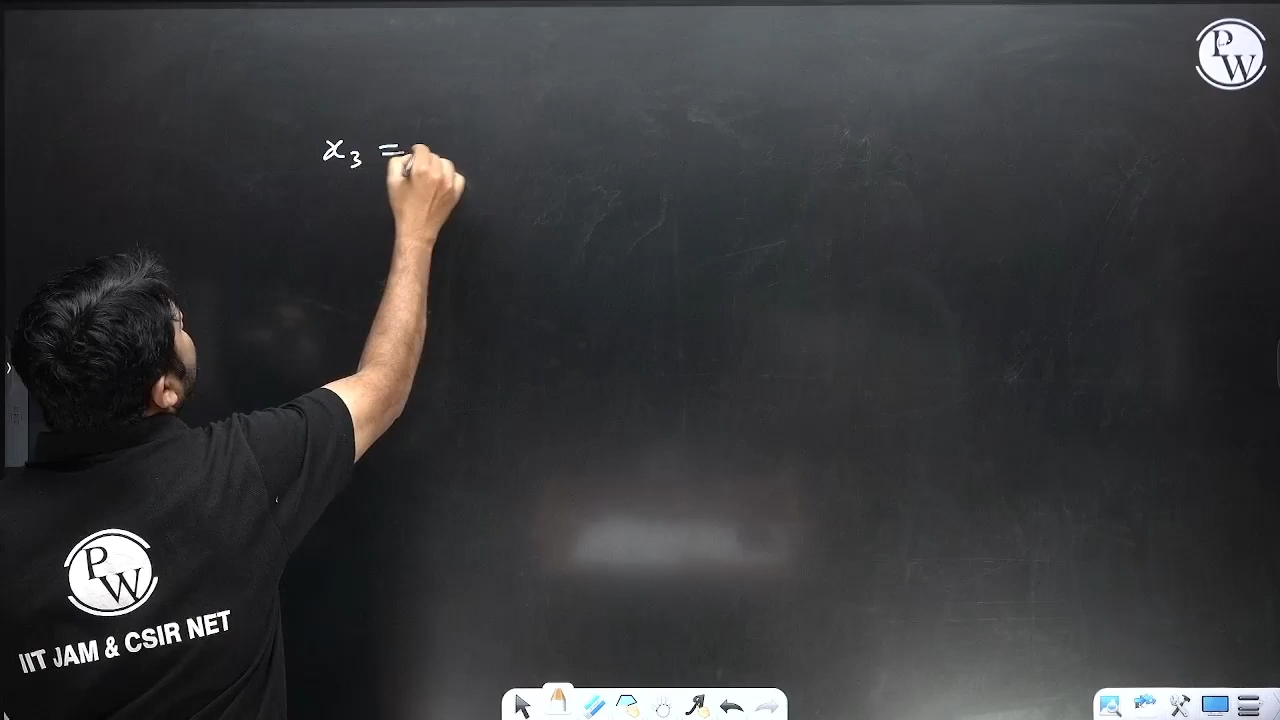 PW
x₃ =
PW
IIT JAM & CSIR NET